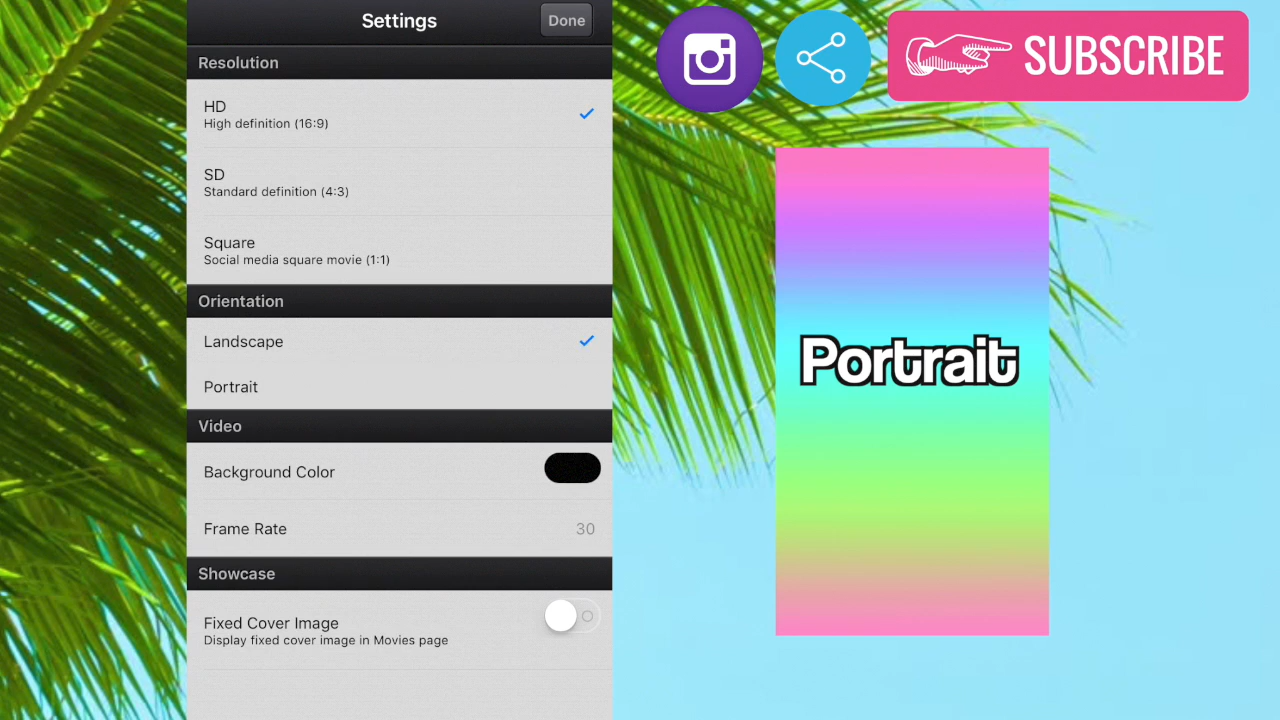 Settings
Done
Resolution
HD
High definition (16:9)
SD
Standard definition (4:3)
Square
Social media square movie (1:1)
Orientation
Landscape
Portrait
Video
Background Color
Frame Rate
30
Showcase
Fixed Cover Image
Display fixed cover image in Movies page
SUBSCRIBE
Portrait